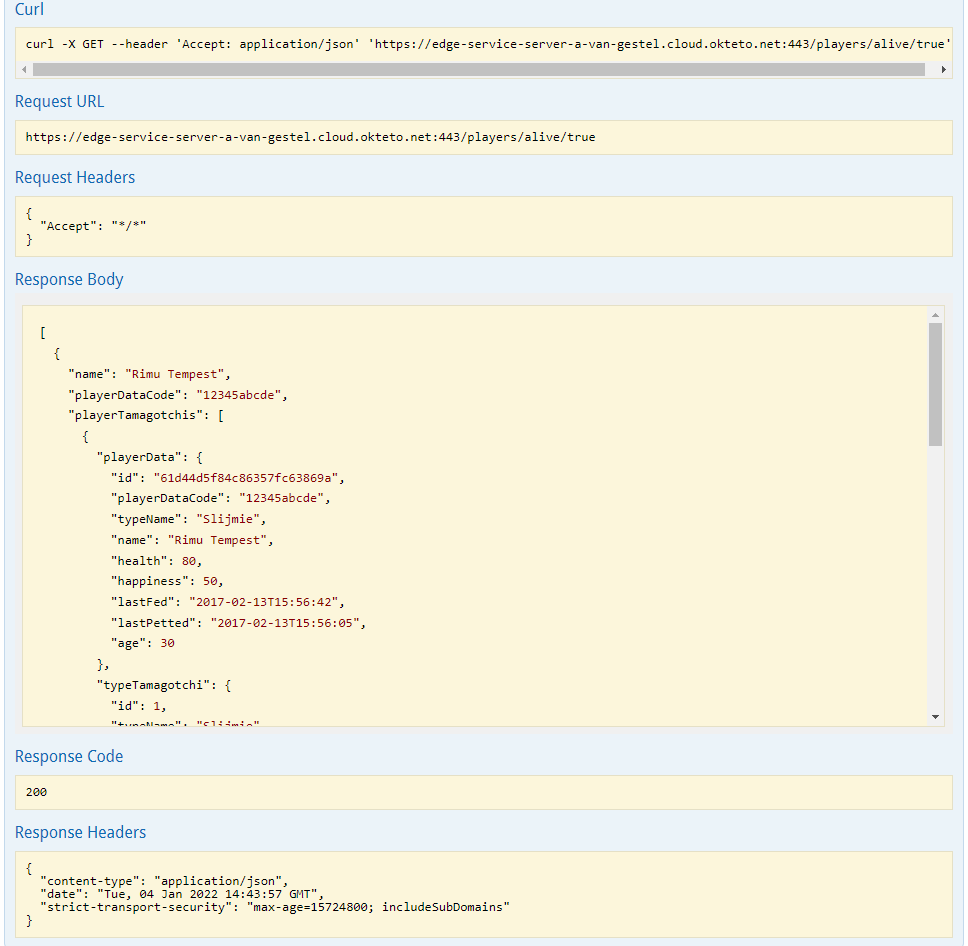 Curl
curl -X GET --header 'Accept: application/json' 'https://edge-service-server-a-van-gestel.cloud.okteto.net:443/players/alive/true'
Request URL
https://edge-service-server-a-van-gestel.cloud.okteto.net:443/players/alive/true
Request Headers
{
  "Accept": "*/*"
}
Response Body
[
  {
    "name": "Rimu Tempest",
    "playerDataCode": "12345abcde",
    "playerTamagotchis": [
      {
        "playerData": {
          "id": "61d44d5f84c86357fc63869a",
          "playerDataCode": "12345abcde",
          "typeName": "Slijmie",
          "name": "Rimu Tempest",
          "health": 80,
          "happiness": 50,
          "lastFed": "2017-02-13T15:56:42",
          "lastPetted": "2017-02-13T15:56:05",
          "age": 30
        },
        "typeTamagotchi": {
          "id": 1,
          "typeName": "Slijmie"
Response Code
200
Response Headers
{
  "content-type": "application/json",
  "date": "Tue, 04 Jan 2022 14:43:57 GMT",
  "strict-transport-security": "max-age=15724800; includeSubDomains"
}